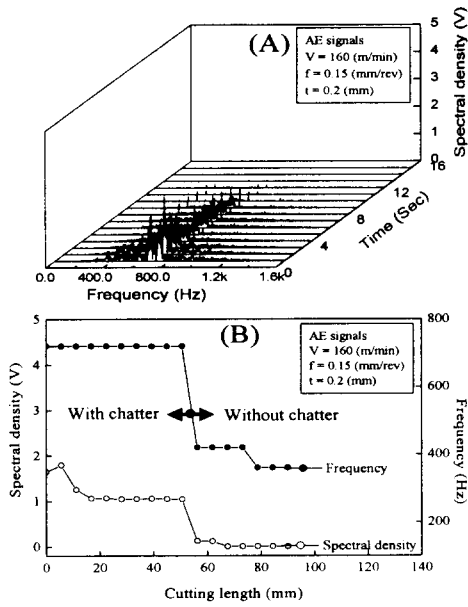 (A)
AE signals
V = 160 (m/min)
f = 0.15 (mm/rev)
t = 0.2 (mm)
5
4
3
2
1
0
Spectral density (V)
16
12
8
4
0
Time (Sec)
0.0
400.0
800.0
1.2k
1.6k
Frequency (Hz)
(B)
AE signals
V = 160 (m/min)
f = 0.15 (mm/rev)
t = 0.2 (mm)
5
4
3
2
1
0
Spectral density (V)
800
600
400
200
Frequency (Hz)
With chatter
Without chatter
Frequency
Spectral density
0
20
40
60
80
100
120
140
Cutting length (mm)